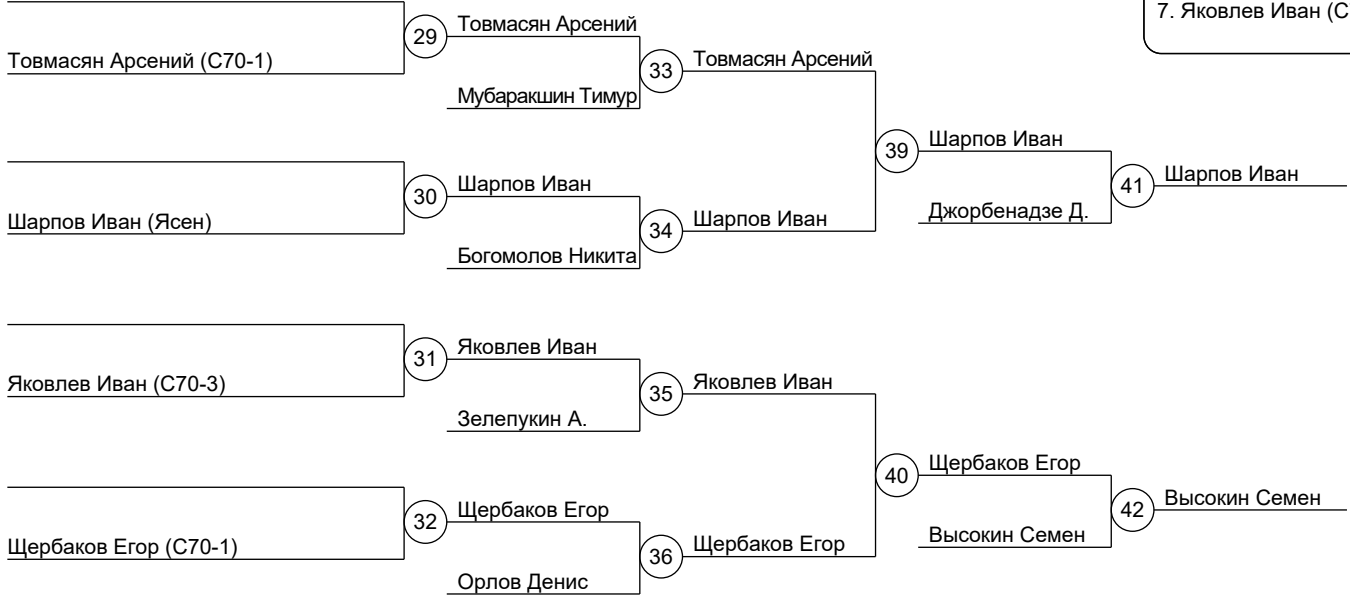 7. Яковлев Иван (С
29
Товмасян Арсений
Товмасян Арсений (С70-1)
33
Товмасян Арсений
Мубаракшин Тимур
39
Шарпов Иван
30
Шарпов Иван
41
Шарпов Иван
Шарпов Иван (Ясен)
34
Шарпов Иван
Джорбенадзе Д.
Богомолов Никита
31
Яковлев Иван
Яковлев Иван (С70-3)
35
Яковлев Иван
Зелепукин А.
40
Щербаков Егор
32
Щербаков Егор
42
Высокин Семен
Щербаков Егор (С70-1)
36
Щербаков Егор
Высокин Семен
Орлов Денис